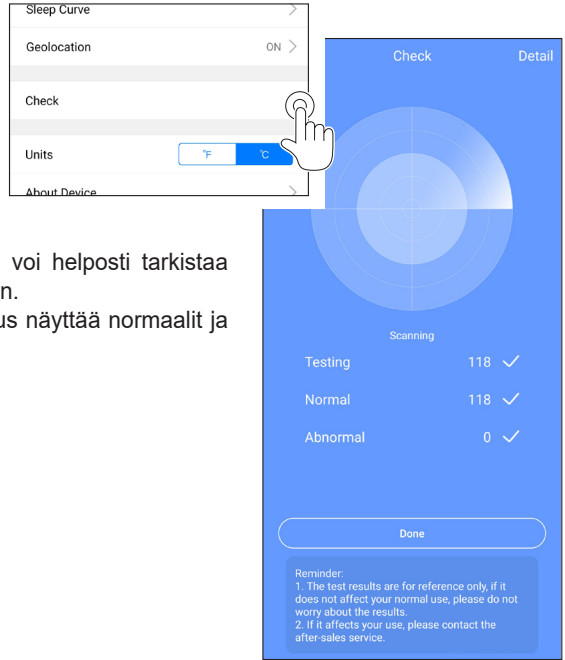 Sleep Curve
Geolocation ON
Check
Units °F °C
About Device
voi helposti tarkistaa
n.
us näyttää normaalit ja
Check Detail
Scanning
Testing 118
Normal 118
Abnormal 0
Done
Reminder:
1. The test results are for reference only, if it
does not affect your normal use, please do not
worry about the results.
2. If it affects your use, please contact the
after-sales service.